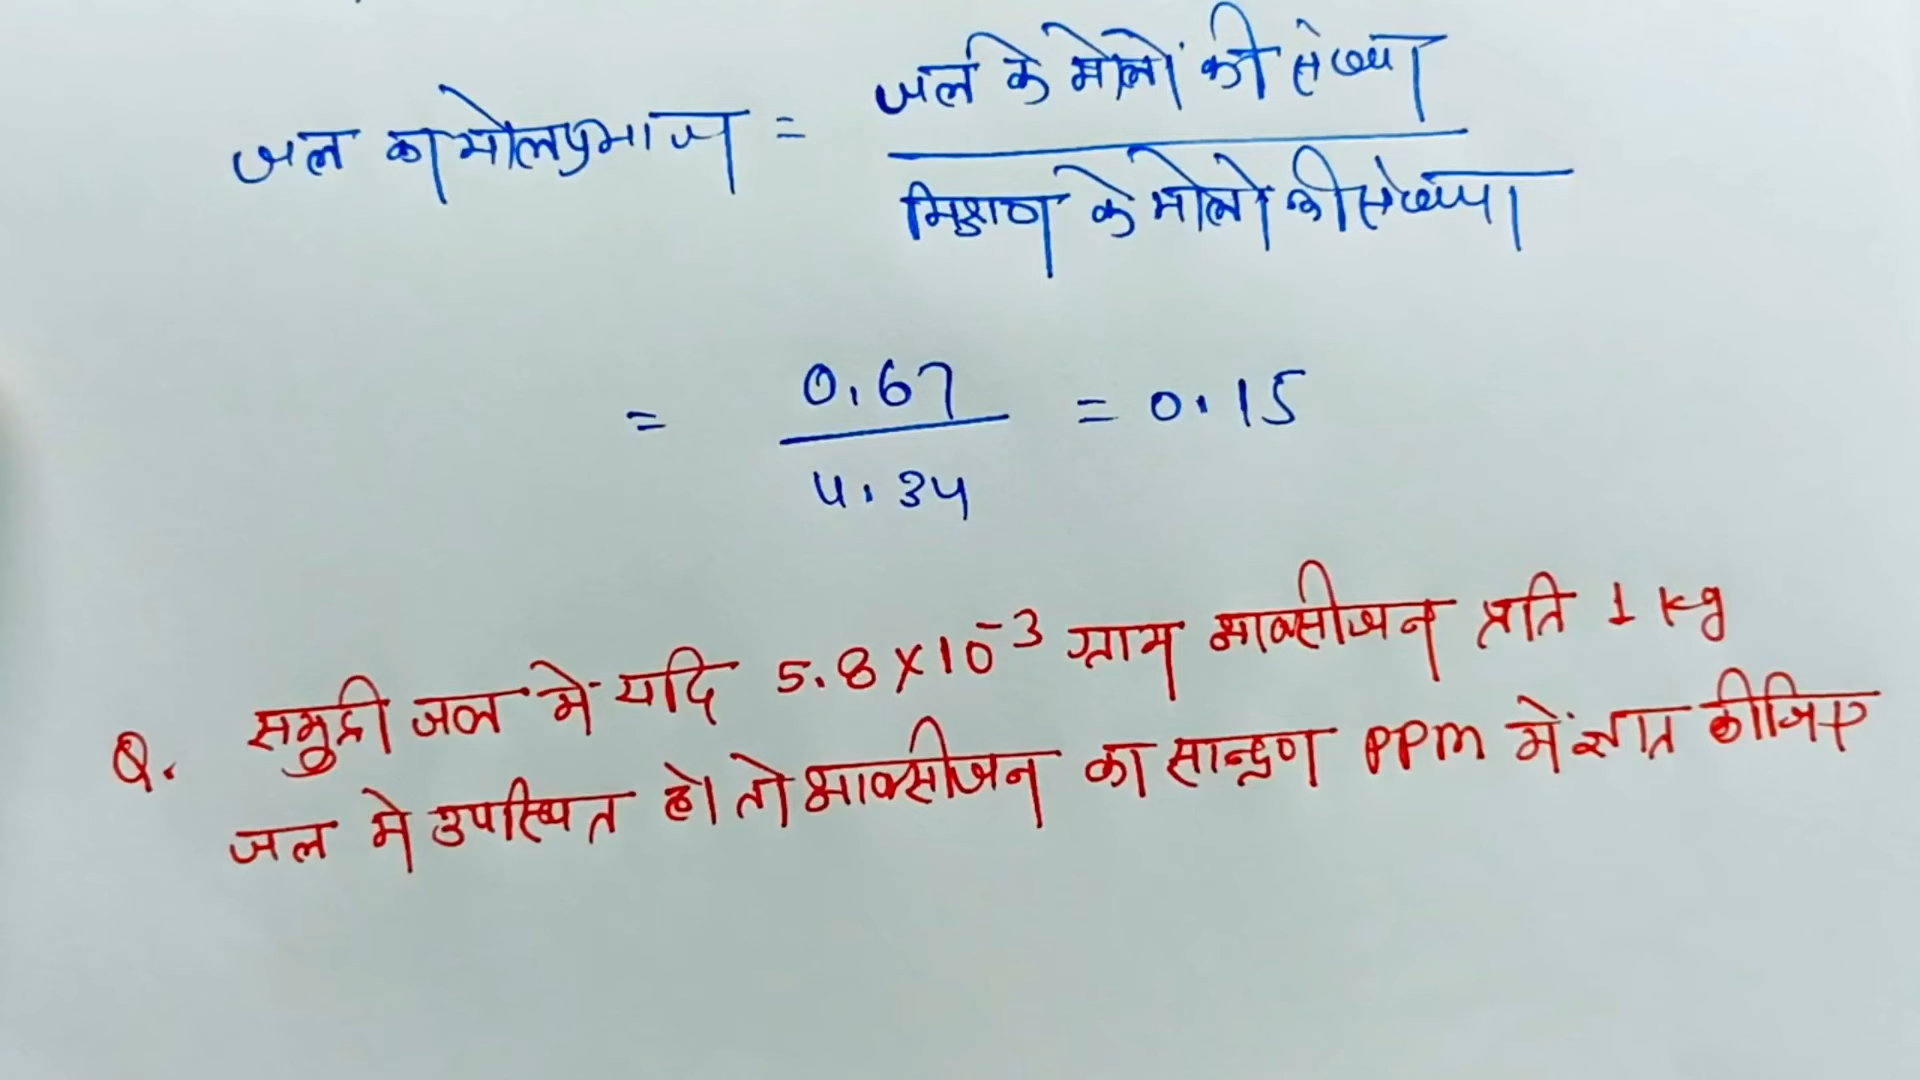 जल का मोलप्रभाज = जल के मोलों की संख्या
मिश्रण के मोलो की संख्या
= 0.67 = 0.15
4.34
Q. समुद्री जल में यदि 5.8×10⁻³ ग्राम आक्सीजन प्रति 1 kg
जल मे उपस्थित हो तो आक्सीजन का सान्द्रण PPm में ज्ञात कीजिए